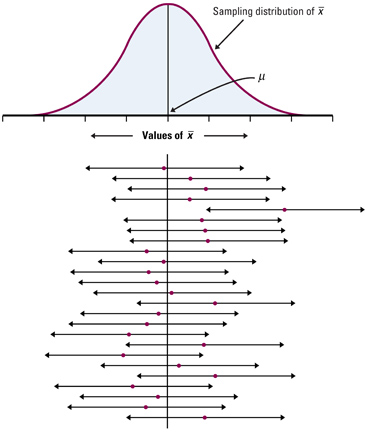 Sampling distribution of x̄
μ
Values of x̄